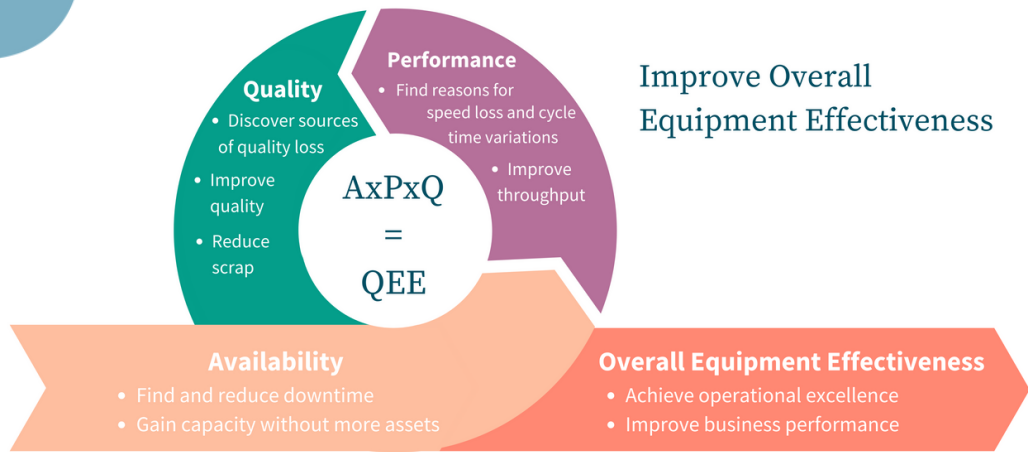 Improve Overall
Equipment Effectiveness
Performance
• Find reasons for
speed loss and cycle
time variations
• Improve
throughput
Quality
• Discover sources
of quality loss
• Improve
quality
• Reduce
scrap
AxPxQ
=
QEE
Availability
• Find and reduce downtime
• Gain capacity without more assets
Overall Equipment Effectiveness
• Achieve operational excellence
• Improve business performance